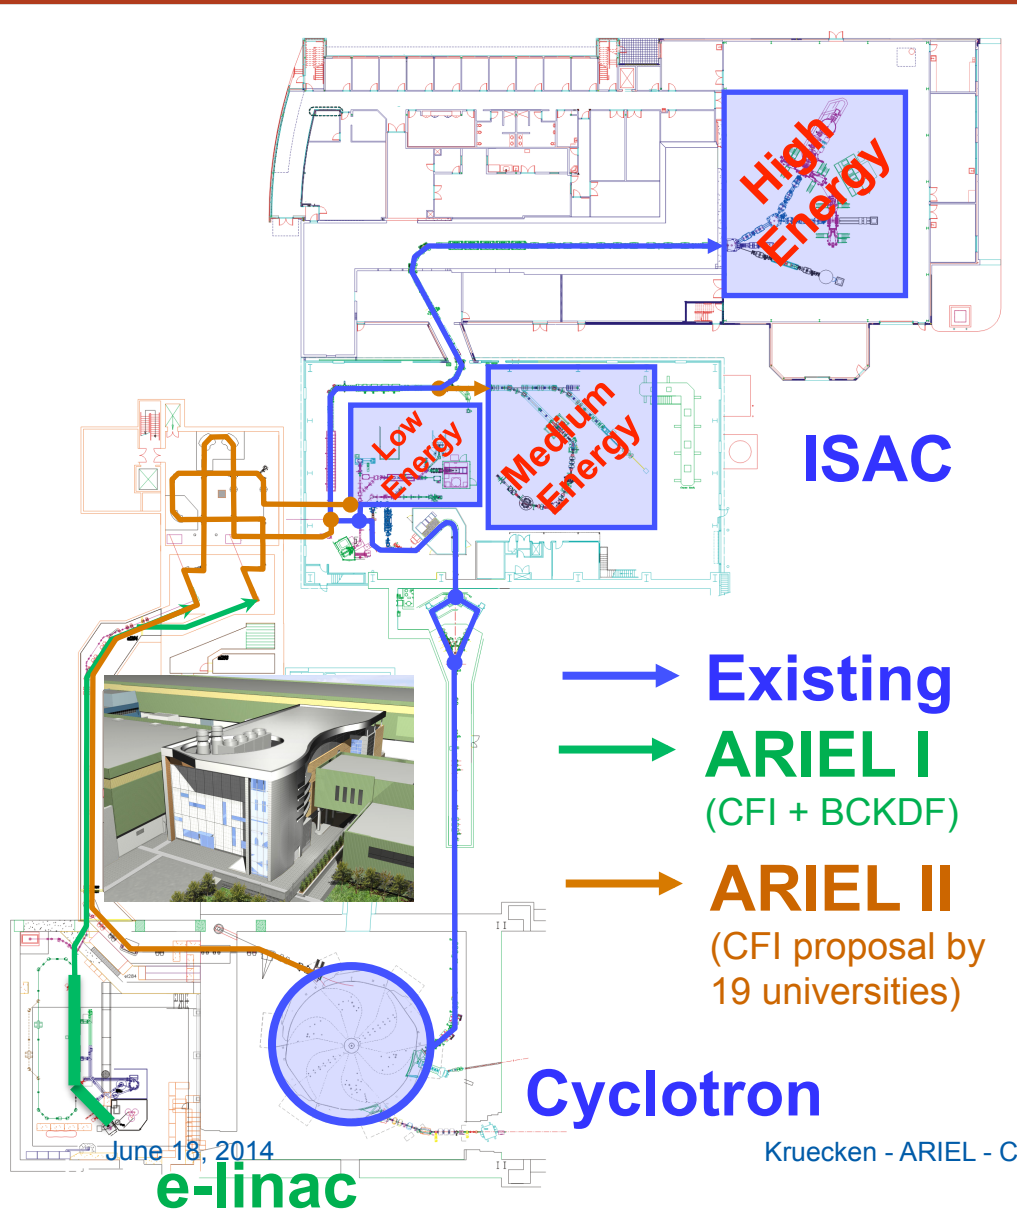 High
Energy
Low
Energy
Medium
Energy
ISAC
Existing
ARIEL I
(CFI + BCKDF)
ARIEL II
(CFI proposal by
19 universities)
Cyclotron
June 18, 2014
Kruecken - ARIEL - C
e-linac